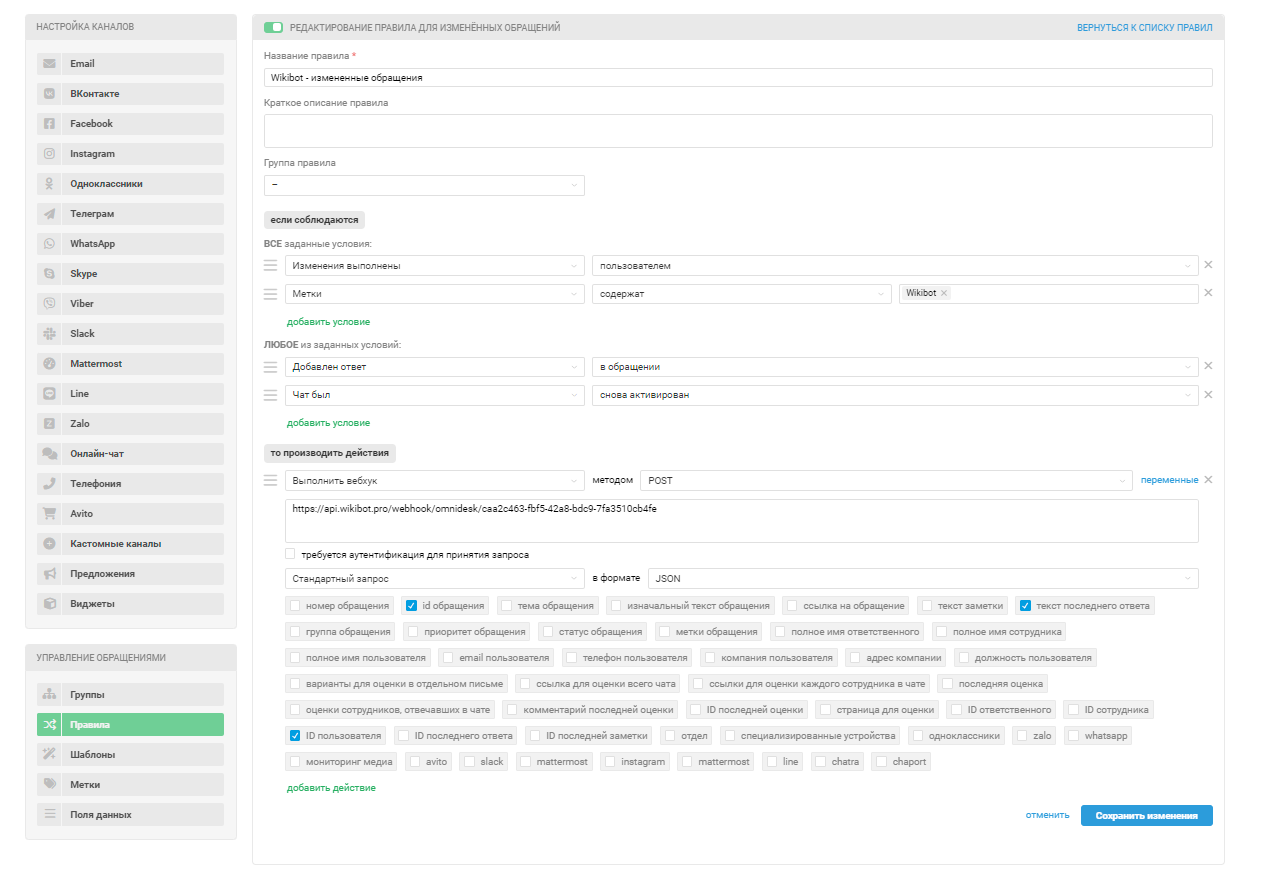 НАСТРОЙКА КАНАЛОВ
Email
ВКонтакте
Facebook
Instagram
Одноклассники
Телеграм
WhatsApp
Skype
Viber
Slack
Mattermost
Line
Zalo
Онлайн-чат
Телефония
Avito
Кастомные каналы
Предложения
Виджеты
УПРАВЛЕНИЕ ОБРАЩЕНИЯМИ
Группы
Правила
Шаблоны
Метки
Поля данных
РЕДАКТИРОВАНИЕ ПРАВИЛА ДЛЯ ИЗМЕНЁННЫХ ОБРАЩЕНИЙ ВЕРНУТЬСЯ К СПИСКУ ПРАВИЛ
Название правила *
Wikibot - измененные обращения
Краткое описание правила
Группа правила
–
если соблюдаются
ВСЕ заданные условия:
Изменения выполнены пользователем
Метки содержат Wikibot
добавить условие
ЛЮБОЕ из заданных условий:
Добавлен ответ в обращении
Чат был снова активирован
добавить условие
то производить действия
Выполнить вебхук методом POST переменные
https://api.wikibot.pro/webhook/omnidesk/caa2c463-fbf5-42a8-bdc9-7fa3510cb4fe
требуется аутентификация для принятия запроса
Стандартный запрос в формате JSON
номер обращения id обращения тема обращения изначальный текст обращения ссылка на обращение текст заметки текст последнего ответа
группа обращения приоритет обращения статус обращения метки обращения полное имя ответственного полное имя сотрудника
полное имя пользователя email пользователя телефон пользователя компания пользователя адрес компании должность пользователя
варианты для оценки в отдельном письме ссылка для оценки всего чата ссылки для оценки каждого сотрудника в чате последняя оценка
оценки сотрудников, отвечавших в чате комментарий последней оценки ID последней оценки страница для оценки ID ответственного ID сотрудника
ID пользователя ID последнего ответа ID последней заметки отдел специализированные устройства одноклассники zalo whatsapp
мониторинг медиа avito slack mattermost instagram mattermost line chatra chaport
добавить действие
отменить Сохранить изменения